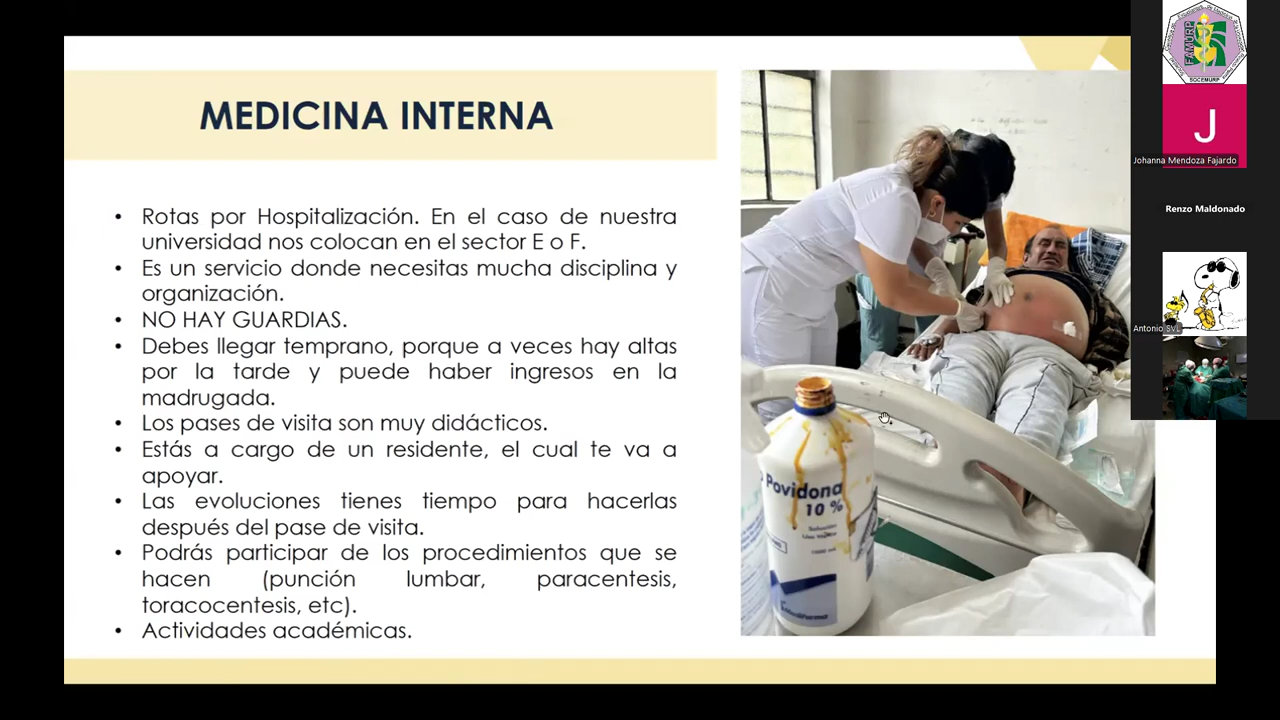 MEDICINA INTERNA
• Rotas por Hospitalización. En el caso de nuestra
universidad nos colocan en el sector E o F.
• Es un servicio donde necesitas mucha disciplina y
organización.
• NO HAY GUARDIAS.
• Debes llegar temprano, porque a veces hay altas
por la tarde y puede haber ingresos en la
madrugada.
• Los pases de visita son muy didácticos.
• Estás a cargo de un residente, el cual te va a
apoyar.
• Las evoluciones tienes tiempo para hacerlas
después del pase de visita.
• Podrás participar de los procedimientos que se
hacen (punción lumbar, paracentesis,
toracocentesis, etc).
• Actividades académicas.
Povidona
10 %
FAMURP
SOCEMURP
J
Johanna Mendoza Fajardo
Renzo Maldonado
Antonio SVL